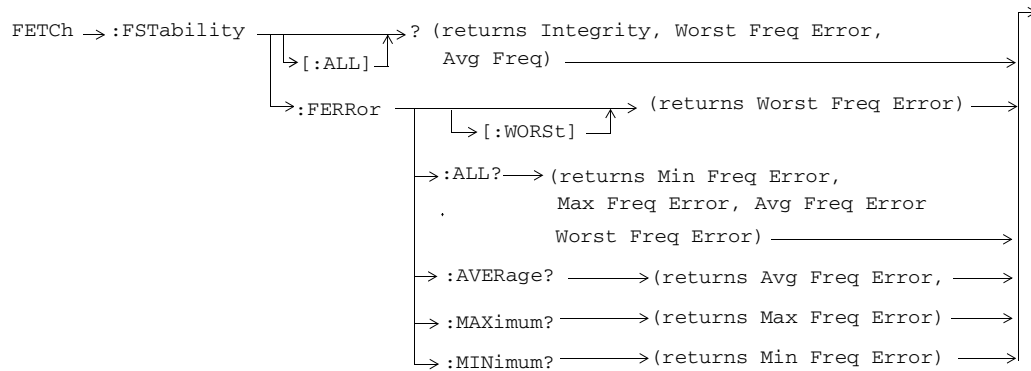 FETCh :FSTability ? (returns Integrity, Worst Freq Error,
[:ALL] Avg Freq)
:FERRor (returns Worst Freq Error)
[:WORSt]
:ALL? (returns Min Freq Error,
Max Freq Error, Avg Freq Error
Worst Freq Error)
:AVERage? (returns Avg Freq Error,
:MAXimum? (returns Max Freq Error)
:MINimum? (returns Min Freq Error)